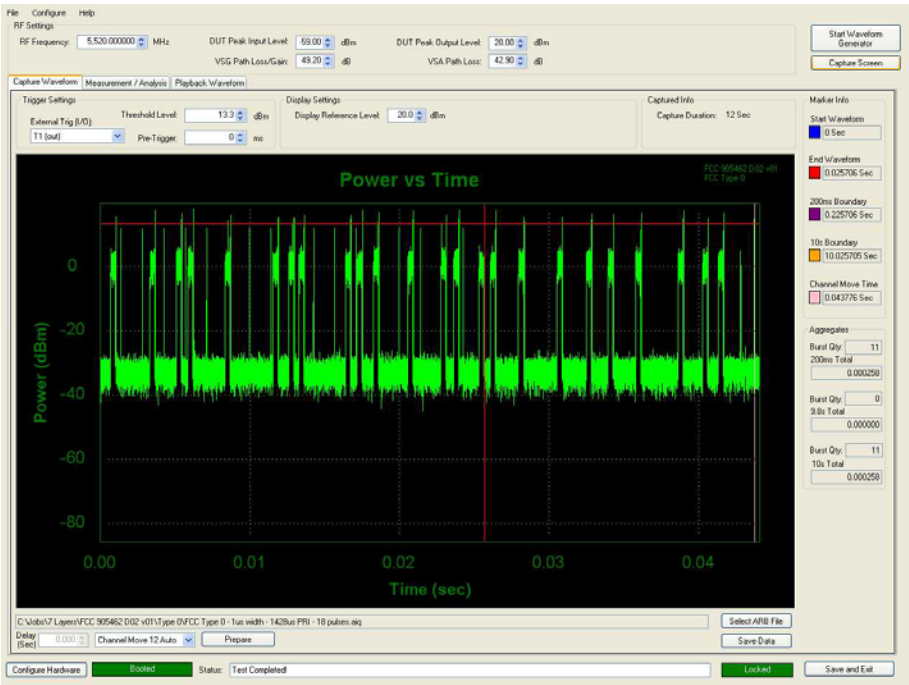 File Configure Help
RF Settings
RF Frequency: 5,520.000000 MHz
DUT Peak Input Level: -59.00 dBm
DUT Peak Output Level: 20.00 dBm
VSG Path Loss/Gain: 49.20 dB
VSA Path Loss: 42.90 dB
Start Waveform Generator
Capture Screen
Capture Waveform Measurement / Analysis Playback Waveform
Trigger Settings
External Trig (I/O):
T1 (out)
Threshold Level: 13.3 dBm
Pre-Trigger: 0 ms
Display Settings
Display Reference Level: 20.0 dBm
Captured Info
Capture Duration: 12 Sec
Marker Info
Start Waveform
0 Sec
End Waveform
0.025706 Sec
200ms Boundary
0.225706 Sec
10s Boundary
10.025705 Sec
Channel Move Time
0.043776 Sec
Aggregates
Burst Qty: 11
200ms Total
0.000258
Burst Qty: 0
9.8s Total
0.000000
Burst Qty: 11
10s Total
0.000258
Power vs Time
FCC 905462 D02 v01
FCC Type 0
0
-20
-40
-60
-80
Power (dBm)
0.00 0.01 0.02 0.03 0.04
Time (sec)
C:\Jobs\7 Layers\FCC 905462 D02 v01\Type 0\FCC Type 0 - 1us width - 1428us PRI - 18 pulses.aiq
Select ARB File
Delay (Sec) 0.000 Channel Move 12 Auto Prepare
Save Data
Configure Hardware Booted Status: Test Completed! Locked Save and Exit